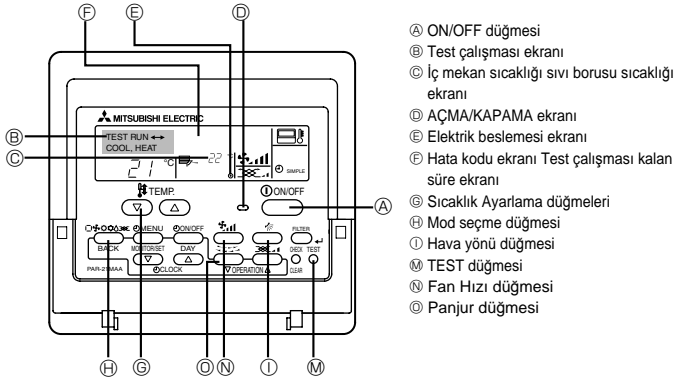 Ⓕ Ⓔ Ⓓ
MITSUBISHI ELECTRIC
Ⓑ TEST RUN ↔
COOL, HEAT
Ⓒ 21 °C 22 °C
SIMPLE
TEMP. ON/OFF
Ⓐ
MENU ON/OFF FILTER
BACK MONITOR/SET DAY CHECK TEST
PAR-21MAA CLOCK OPERATION CLEAR
Ⓗ Ⓖ Ⓞ Ⓝ Ⓘ Ⓜ
Ⓐ ON/OFF düğmesi
Ⓑ Test çalışması ekranı
Ⓒ İç mekan sıcaklığı sıvı borusu sıcaklığı
ekranı
Ⓓ AÇMA/KAPAMA ekranı
Ⓔ Elektrik beslemesi ekranı
Ⓕ Hata kodu ekranı Test çalışması kalan
süre ekranı
Ⓖ Sıcaklık Ayarlama düğmeleri
Ⓗ Mod seçme düğmesi
Ⓘ Hava yönü düğmesi
Ⓜ TEST düğmesi
Ⓝ Fan Hızı düğmesi
Ⓞ Panjur düğmesi